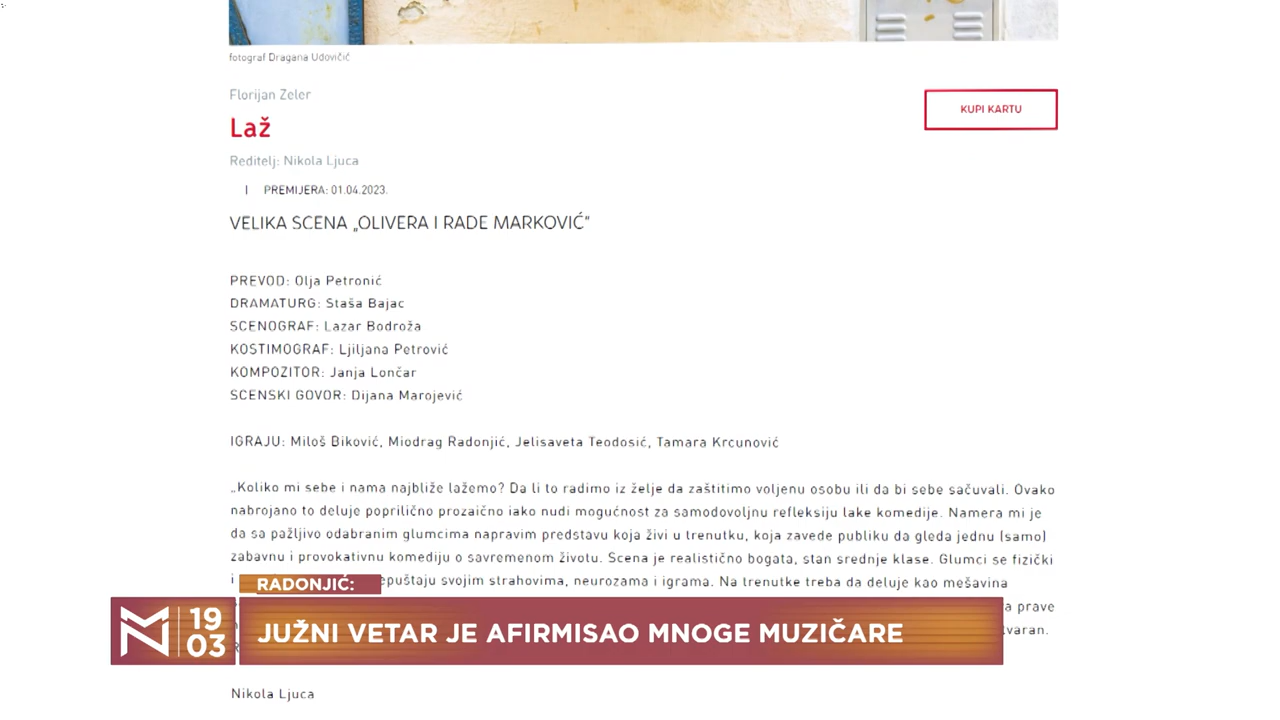 fotograf Dragana Udovičić
Florijan Zeler
KUPI KARTU
Laž
Reditelj: Nikola Ljuca
| PREMIJERA: 01.04.2023.
VELIKA SCENA „OLIVERA I RADE MARKOVIĆ“
PREVOD: Olja Petronić
DRAMATURG: Staša Bajac
SCENOGRAF: Lazar Bodroža
KOSTIMOGRAF: Ljiljana Petrović
KOMPOZITOR: Janja Lončar
SCENSKI GOVOR: Dijana Marojević
IGRAJU: Miloš Biković, Miodrag Radonjić, Jelisaveta Teodosić, Tamara Krcunović
„Koliko mi sebe i nama najbliže lažemo? Da li to radimo iz želje da zaštitimo voljenu osobu ili da bi sebe sačuvali. Ovako
nabrojano to deluje poprilično prozaično iako nudi mogućnost za samodovoljnu refleksiju lake komedije. Namera mi je
da sa pažljivo odabranim glumcima napravim predstavu koja živi u trenutku, koja zavede publiku da gleda jednu (samo)
zabavnu i provokativnu komediju o savremenom životu. Scena je realistično bogata, stan srednje klase. Glumci se fizički
i epuštaju svojim strahovima, neurozama i igrama. Na trenutke treba da deluje kao mešavina
prave
tvaran.
RADONJIĆ:
19
03
JUŽNI VETAR JE AFIRMISAO MNOGE MUZIČARE
Nikola Ljuca